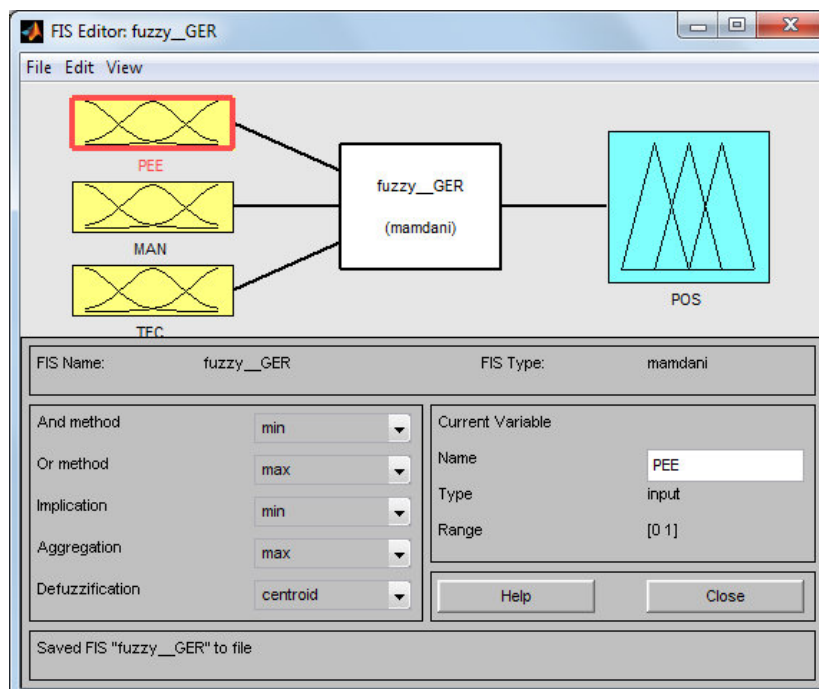 FIS Editor: fuzzy__GER
File Edit View
PEE
MAN
TEC
fuzzy__GER
(mamdani)
POS
FIS Name: fuzzy__GER FIS Type: mamdani
And method min
Or method max
Implication min
Aggregation max
Defuzzification centroid
Current Variable
Name PEE
Type input
Range [0 1]
Help Close
Saved FIS "fuzzy__GER" to file